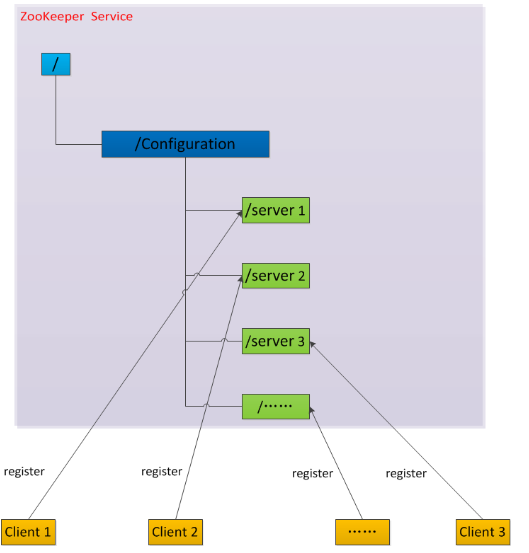 ZooKeeper Service
/
/Configuration
/server 1
/server 2
/server 3
/······
register
register
register
register
Client 1
Client 2
······
Client 3